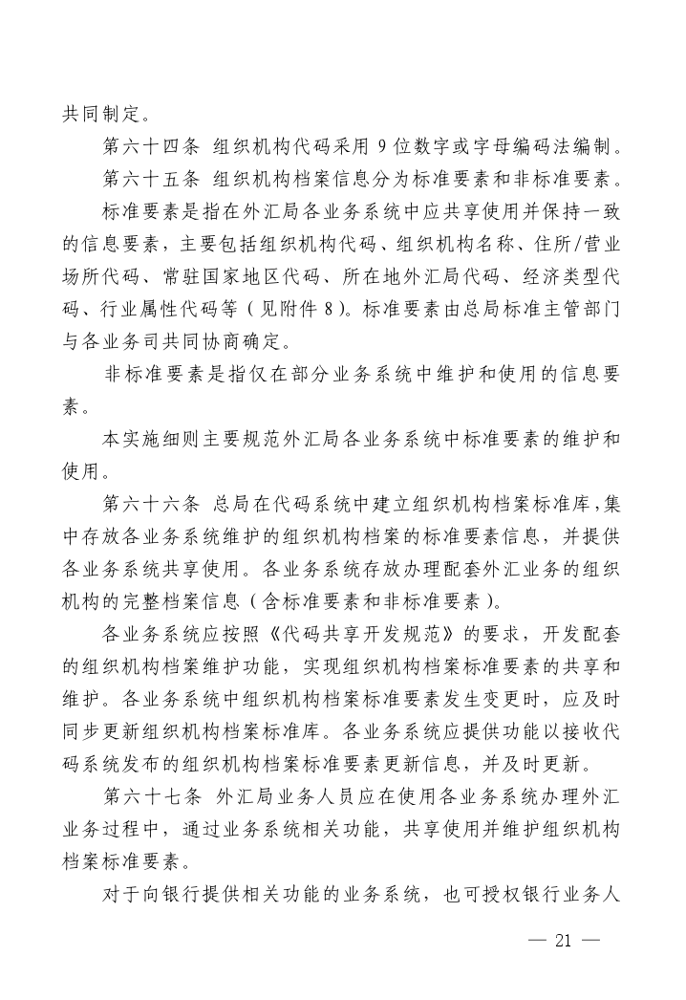 共同制定。
第六十四条 组织机构代码采用 9 位数字或字母编码法编制。
第六十五条 组织机构档案信息分为标准要素和非标准要素。
标准要素是指在外汇局各业务系统中应共享使用并保持一致
的信息要素，主要包括组织机构代码、组织机构名称、住所/营业
场所代码、常驻国家地区代码、所在地外汇局代码、经济类型代
码、行业属性代码等（见附件 8）。标准要素由总局标准主管部门
与各业务司共同协商确定。
非标准要素是指仅在部分业务系统中维护和使用的信息要
素。
本实施细则主要规范外汇局各业务系统中标准要素的维护和
使用。
第六十六条 总局在代码系统中建立组织机构档案标准库，集
中存放各业务系统维护的组织机构档案的标准要素信息，并提供
各业务系统共享使用。各业务系统存放办理配套外汇业务的组织
机构的完整档案信息（含标准要素和非标准要素）。
各业务系统应按照《代码共享开发规范》的要求，开发配套
的组织机构档案维护功能，实现组织机构档案标准要素的共享和
维护。各业务系统中组织机构档案标准要素发生变更时，应及时
同步更新组织机构档案标准库。各业务系统应提供功能以接收代
码系统发布的组织机构档案标准要素更新信息，并及时更新。
第六十七条 外汇局业务人员应在使用各业务系统办理外汇
业务过程中，通过业务系统相关功能，共享使用并维护组织机构
档案标准要素。
对于向银行提供相关功能的业务系统，也可授权银行业务人
— 21 —